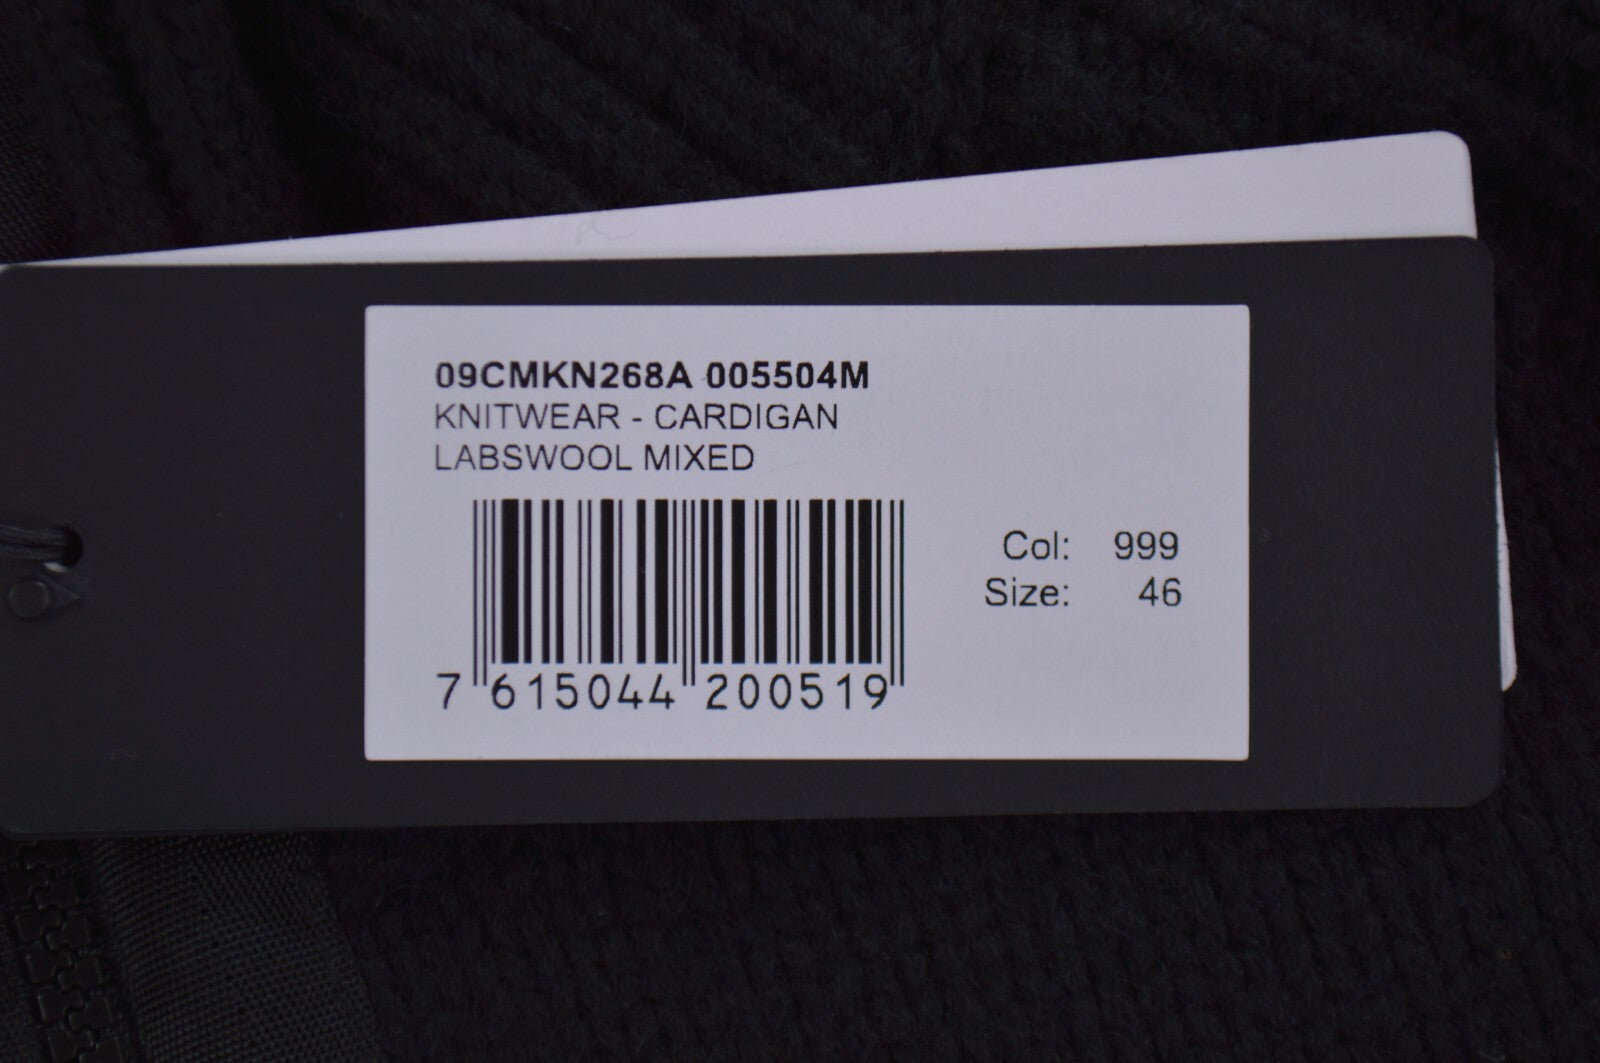 09CMKN268A 005504M
KNITWEAR - CARDIGAN
LABSWOOL MIXED
Col: 999
Size: 46
7 615044 200519